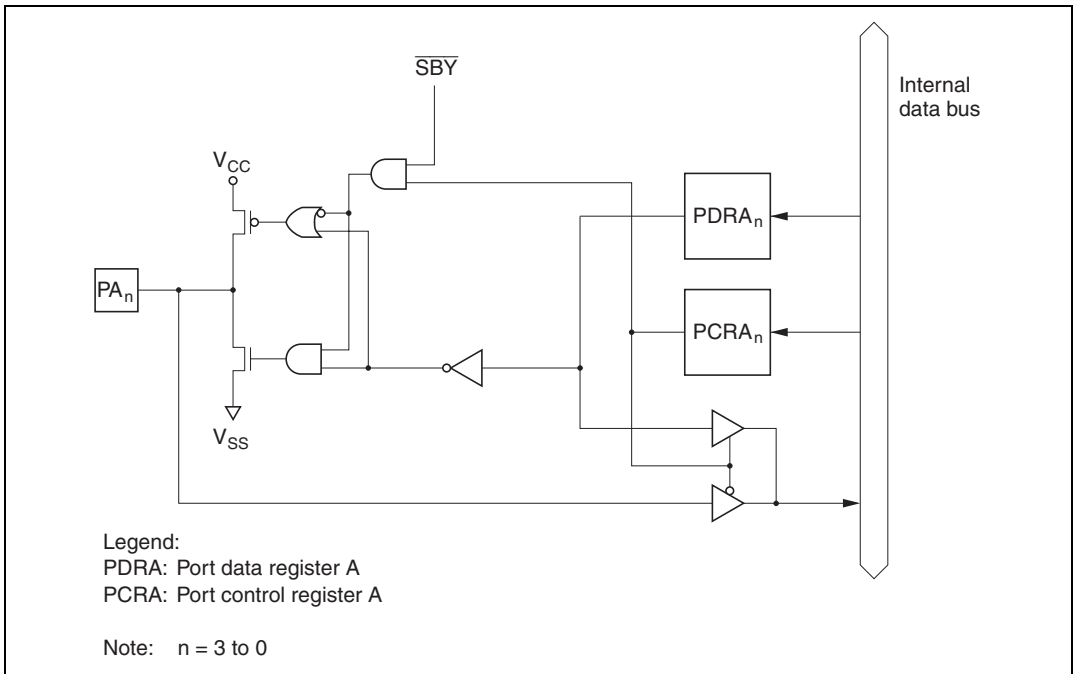 SBY
Internal
data bus
VCC
PDRAn
PAn
PCRAn
VSS
Legend:
PDRA: Port data register A
PCRA: Port control register A
Note: n = 3 to 0